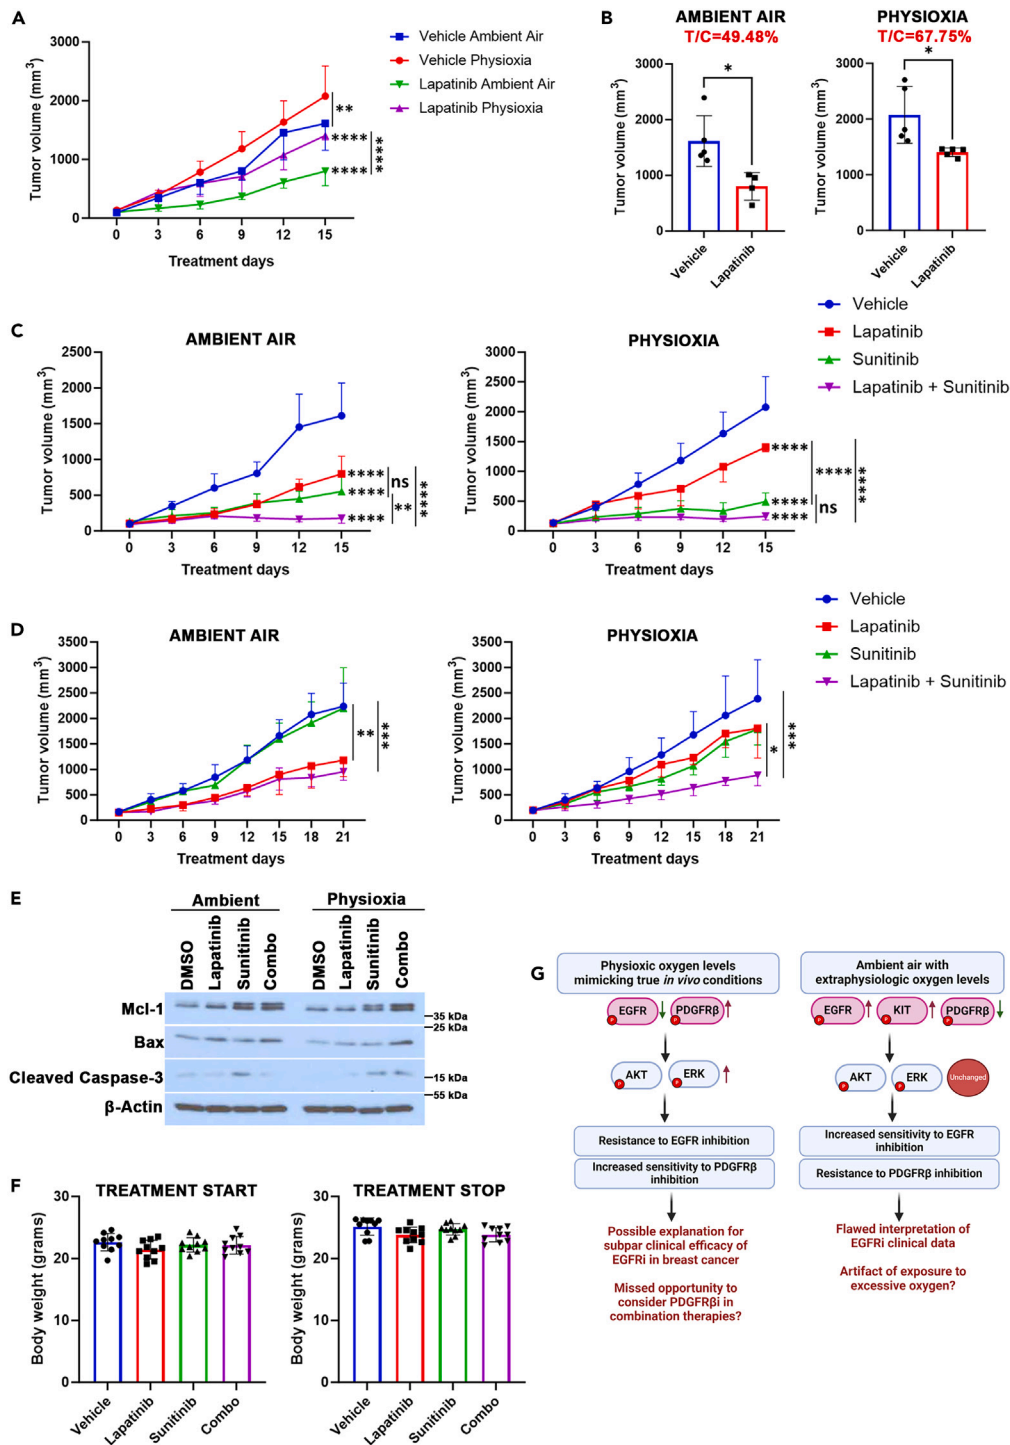 A
3000
2000
1000
0
Tumor volume (mm³)
0 3 6 9 12 15
Treatment days
**
****
****
****
Vehicle Ambient Air
Vehicle Physioxia
Lapatinib Ambient Air
Lapatinib Physioxia
B
AMBIENT AIR
T/C=49.48%
3000
2000
1000
0
Tumor volume (mm³)
*
Vehicle
Lapatinib
PHYSIOXIA
T/C=67.75%
3000
2000
1000
0
Tumor volume (mm³)
*
Vehicle
Lapatinib
C
AMBIENT AIR
2500
2000
1500
1000
500
0
Tumor volume (mm³)
0 3 6 9 12 15
Treatment days
****
****
****
ns
**
****
PHYSIOXIA
3000
2500
2000
1500
1000
500
0
Tumor volume (mm³)
0 3 6 9 12 15
Treatment days
****
****
****
****
ns
****
Vehicle
Lapatinib
Sunitinib
Lapatinib + Sunitinib
D
AMBIENT AIR
3500
3000
2500
2000
1500
1000
500
0
Tumor volume (mm³)
0 3 6 9 12 15 18 21
Treatment days
**
***
PHYSIOXIA
3500
3000
2500
2000
1500
1000
500
0
Tumor volume (mm³)
0 3 6 9 12 15 18 21
Treatment days
*
***
Vehicle
Lapatinib
Sunitinib
Lapatinib + Sunitinib
E
Ambient Physioxia
DMSO Lapatinib Sunitinib Combo DMSO Lapatinib Sunitinib Combo
Mcl-1
35 kDa
25 kDa
Bax
Cleaved Caspase-3
15 kDa
55 kDa
β-Actin
F
TREATMENT START
30
20
10
0
Body weight (grams)
Vehicle
Lapatinib
Sunitinib
Combo
TREATMENT STOP
30
20
10
0
Body weight (grams)
Vehicle
Lapatinib
Sunitinib
Combo
G
Physioxic oxygen levels
mimicking true in vivo conditions
EGFR P PDGFRβ P
AKT P ERK P
Resistance to EGFR inhibition
Increased sensitivity to PDGFRβ
inhibition
Possible explanation for
subpar clinical efficacy of
EGFRi in breast cancer
Missed opportunity to
consider PDGFRβi in
combination therapies?
Ambient air with
extraphysiologic oxygen levels
EGFR P KIT P PDGFRβ P
AKT P ERK P Unchanged
Increased sensitivity to EGFR
inhibition
Resistance to PDGFRβ inhibition
Flawed interpretation of
EGFRi clinical data
Artifact of exposure to
excessive oxygen?